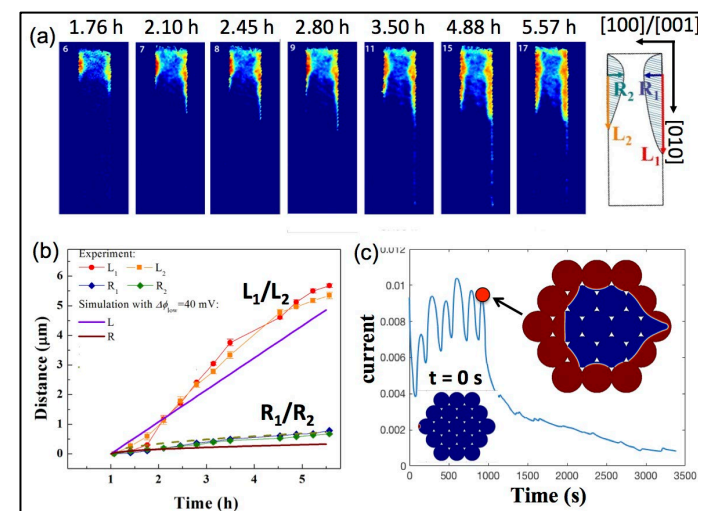 (a)
1.76 h 2.10 h 2.45 h 2.80 h 3.50 h 4.88 h 5.57 h
[100]/[001]
6 7 8 9 11 15 17
R₂ R₁
L₂
L₁
[010]
(b)
Experiment:
L₁ L₂
R₁ R₂
Simulation with Δϕlow=40 mV:
L
R
L₁/L₂
R₁/R₂
Distance (μm)
6
5
4
3
2
1
0
1 2 3 4 5
Time (h)
(c)
0.012
0.01
0.008
0.006
0.004
0.002
0
current
t = 0 s
0 500 1000 1500 2000 2500 3000 3500
Time (s)